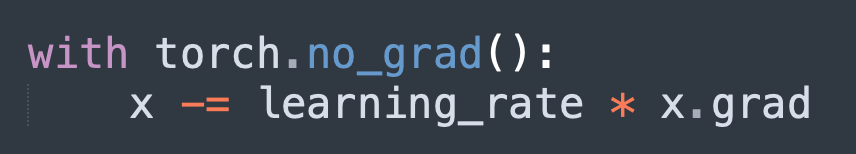 with torch.no_grad():
    x -= learning_rate * x.grad